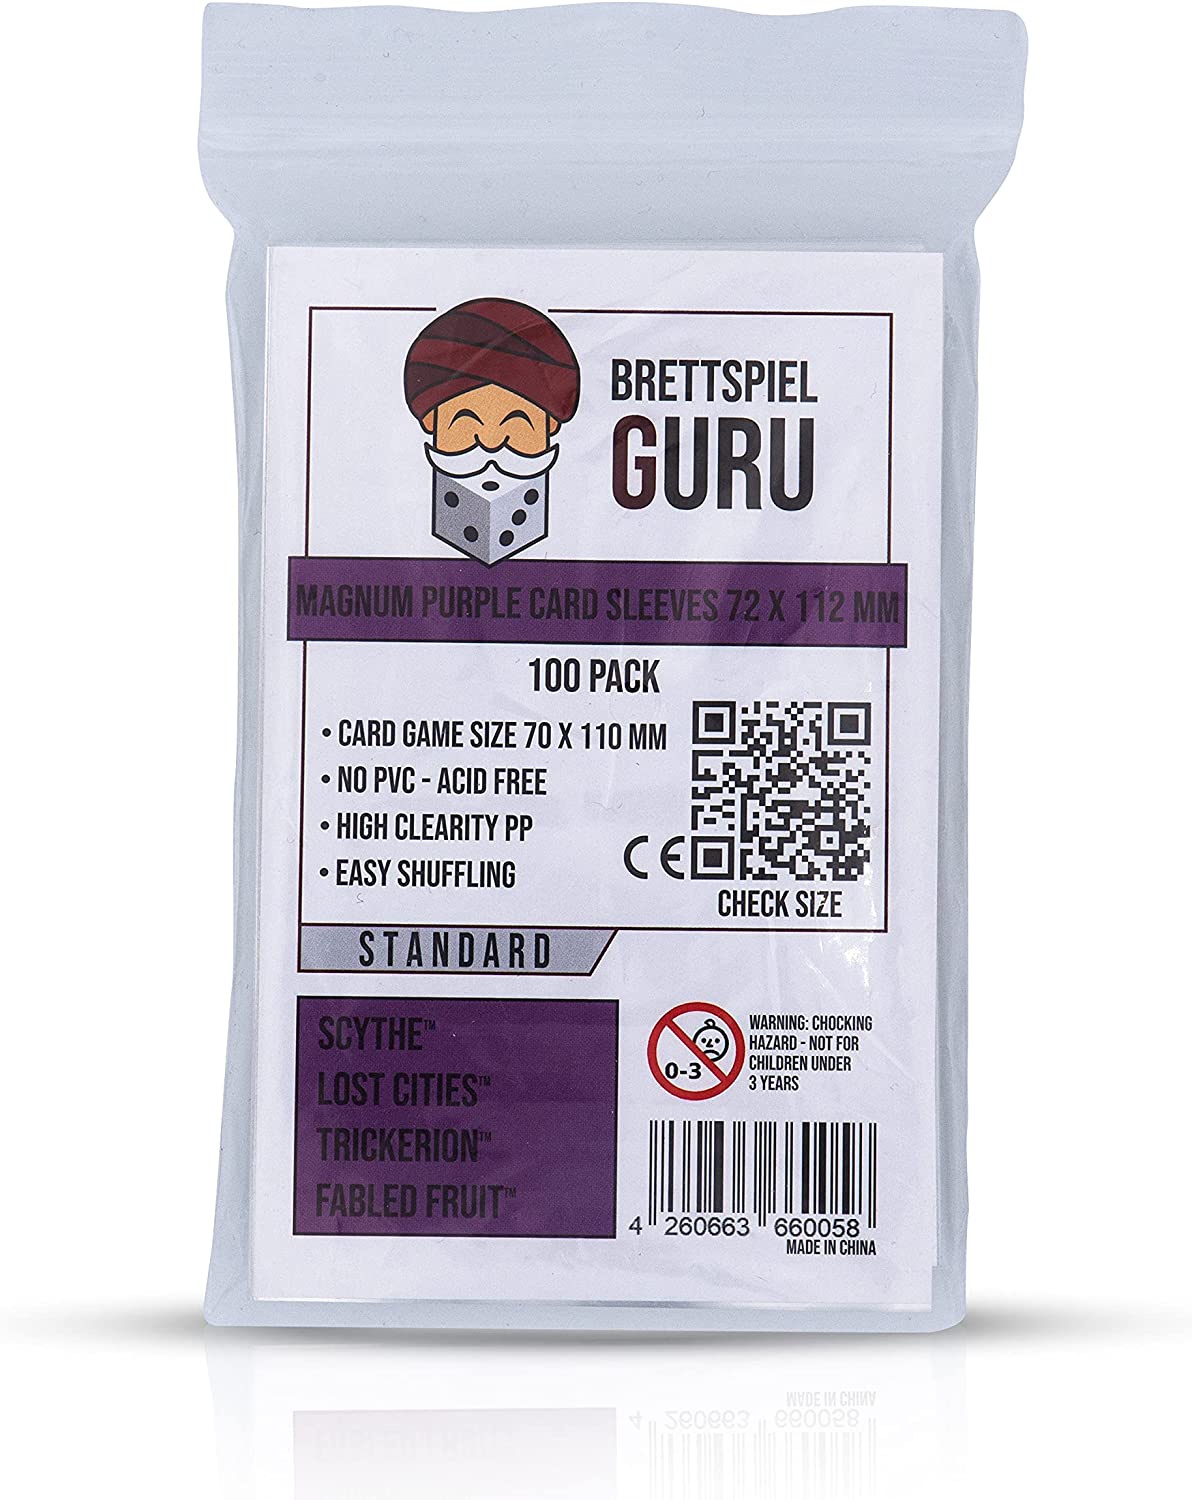 BRETTSPIEL
GURU
MAGNUM PURPLE CARD SLEEVES 72 X 112 MM
100 PACK
• CARD GAME SIZE 70 X 110 MM
• NO PVC - ACID FREE
• HIGH CLEARITY PP
• EASY SHUFFLING
CE
CHECK SIZE
STANDARD
SCYTHE™
LOST CITIES™
TRICKERION™
FABLED FRUIT™
0-3
WARNING: CHOCKING
HAZARD - NOT FOR
CHILDREN UNDER
3 YEARS
4 260663 660058
MADE IN CHINA